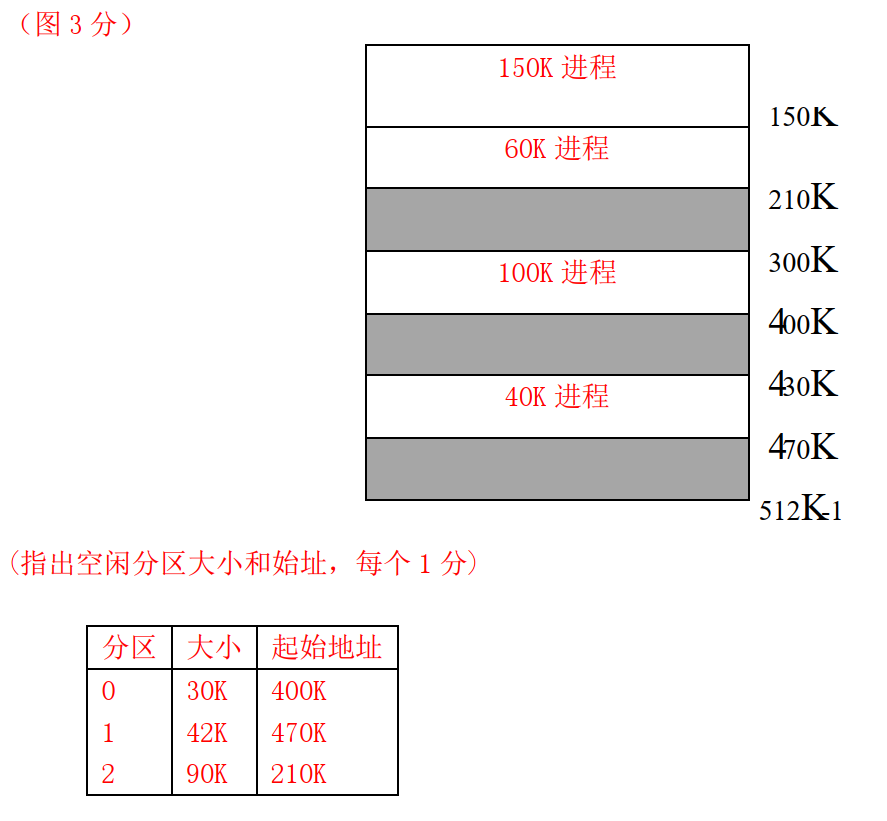 （图 3 分）
150K 进程
150K
60K 进程
210K
300K
100K 进程
400K
430K
40K 进程
470K
512K-1
(指出空闲分区大小和始址，每个 1 分)
分区 大小 起始地址
0 30K 400K
1 42K 470K
2 90K 210K